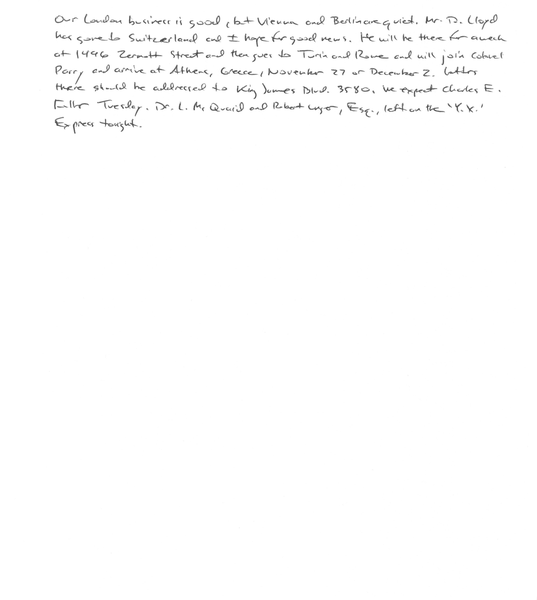 Our London business is good, but Vienna and Berlin are quiet. Mr. D. Lloyd
has gone to Switzerland and I hope for good news. He will be there for a week
at 1496 Zermott Street and then goes to Turin and Rome and will join Colonel
Parry and arrive at Athens, Greece, November 27 or December 2. Letters
there should be addressed to King James Blvd. 3580. We expect Charles E.
Fuller Tuesday. Dr. L. McQuaid and Robert Unger, Esq., left on the 'Y.X.'
Express tonight.